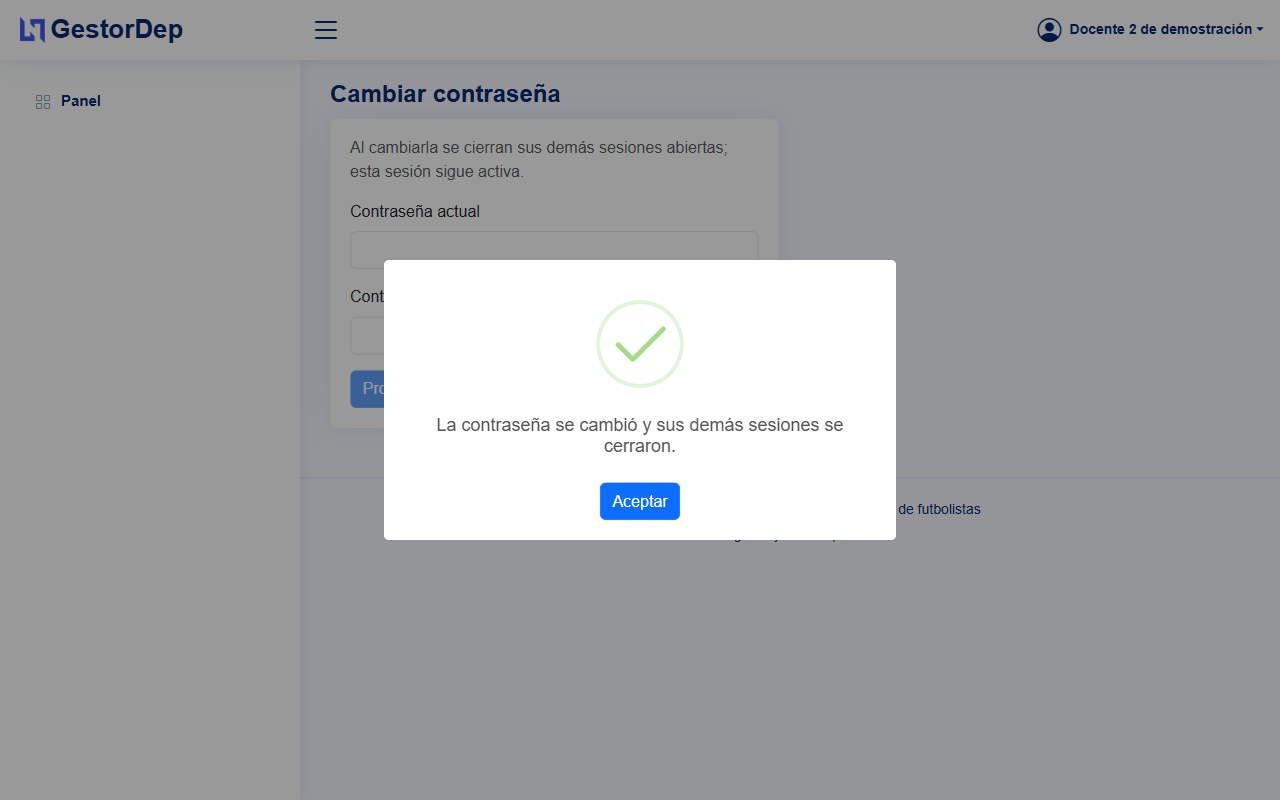 GestorDep
Docente 2 de demostración
Panel
Cambiar contraseña
Al cambiarla se cierran sus demás sesiones abiertas;
esta sesión sigue activa.
Contraseña actual
La contraseña se cambió y sus demás sesiones se
cerraron.
Aceptar
de futbolistas